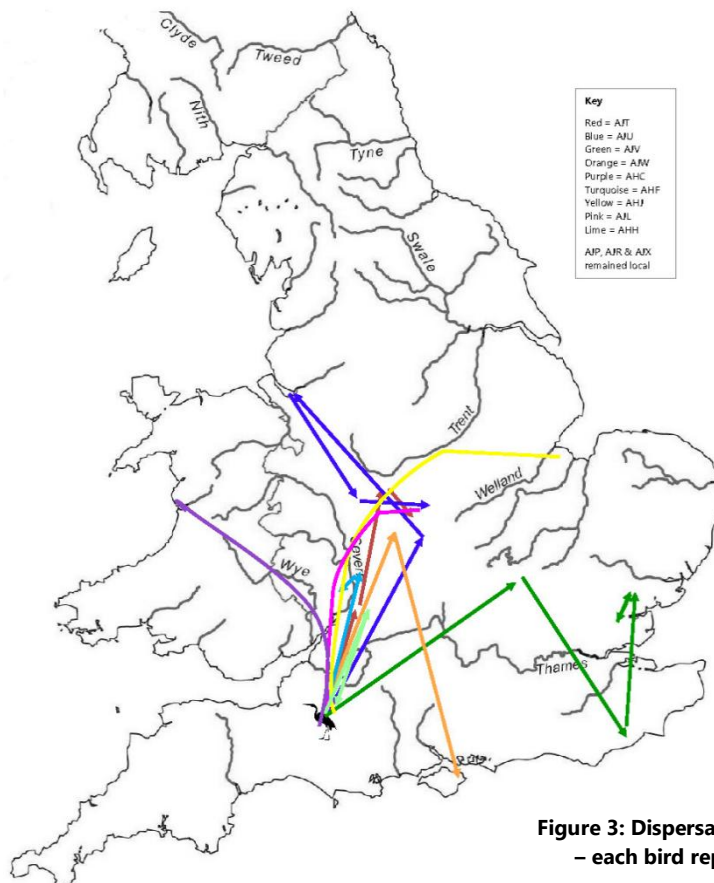 Clyde
Tweed
Nith
Tyne
Swale
Key
Red = AJT
Blue = AJU
Green = AJV
Orange = AJW
Purple = AHC
Turquoise = AHF
Yellow = AHJ
Pink = AJL
Lime = AHH
AJP, AJR & AJX
remained local
Trent
Welland
Severn
Wye
Thames
Figure 3: Dispersa
– each bird rep